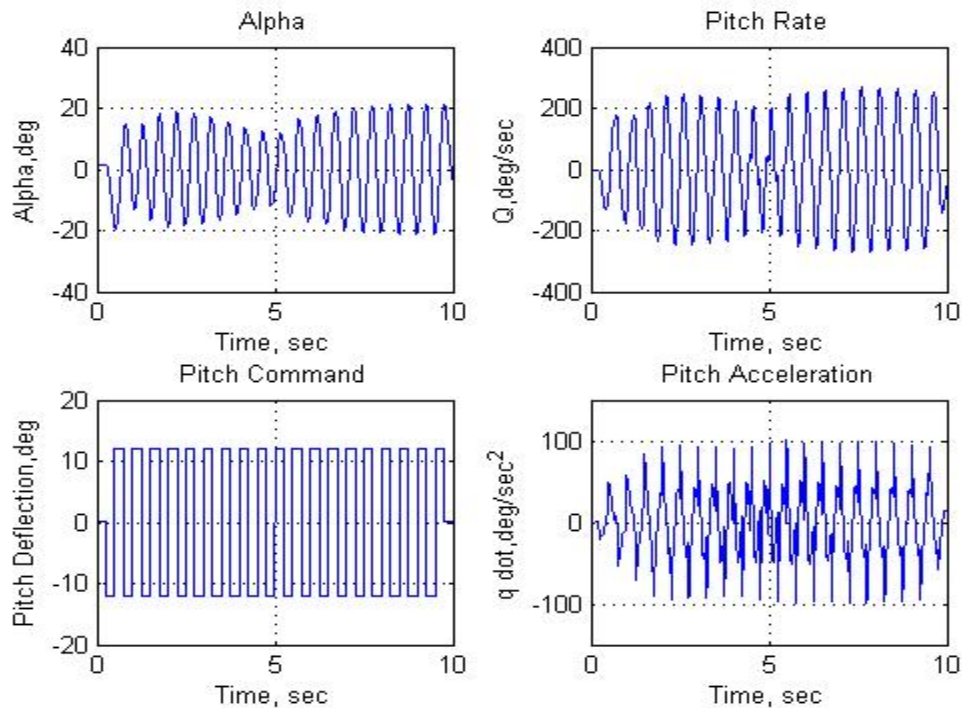 Alpha
40
20
0
-20
-40
Alpha,deg
0 5 10
Time, sec
Pitch Rate
400
200
0
-200
-400
Q,deg/sec
0 5 10
Time, sec
Pitch Command
20
10
0
-10
-20
Pitch Deflection,deg
0 5 10
Time, sec
Pitch Acceleration
100
0
-100
q dot,deg/sec²
0 5 10
Time, sec